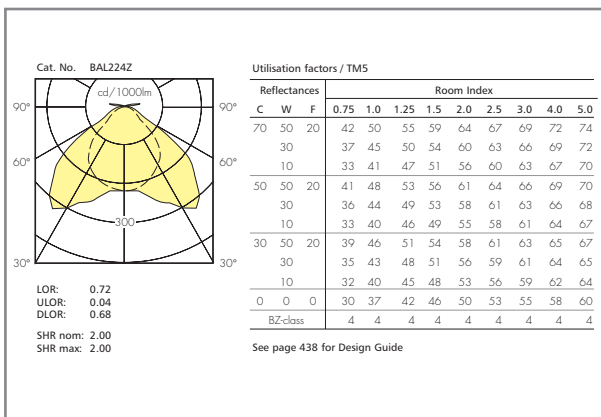 Cat. No. BAL224Z
cd/1000lm
90° 90°
60° 60°
300
30° 30°
LOR: 0.72
ULOR: 0.04
DLOR: 0.68
SHR nom: 2.00
SHR max: 2.00
Utilisation factors / TM5
Reflectances Room Index
C W F 0.75 1.0 1.25 1.5 2.0 2.5 3.0 4.0 5.0
70 50 20 42 50 55 59 64 67 69 72 74
30 37 45 50 54 60 63 66 69 72
10 33 41 47 51 56 60 63 67 70
50 50 20 41 48 53 56 61 64 66 69 70
30 36 44 49 53 58 61 63 66 68
10 33 40 46 49 55 58 61 64 67
30 50 20 39 46 51 54 58 61 63 65 67
30 35 43 48 51 56 59 61 64 65
10 32 40 45 48 53 56 59 62 64
0 0 0 30 37 42 46 50 53 55 58 60
BZ-class 4 4 4 4 4 4 4 4 4
See page 438 for Design Guide